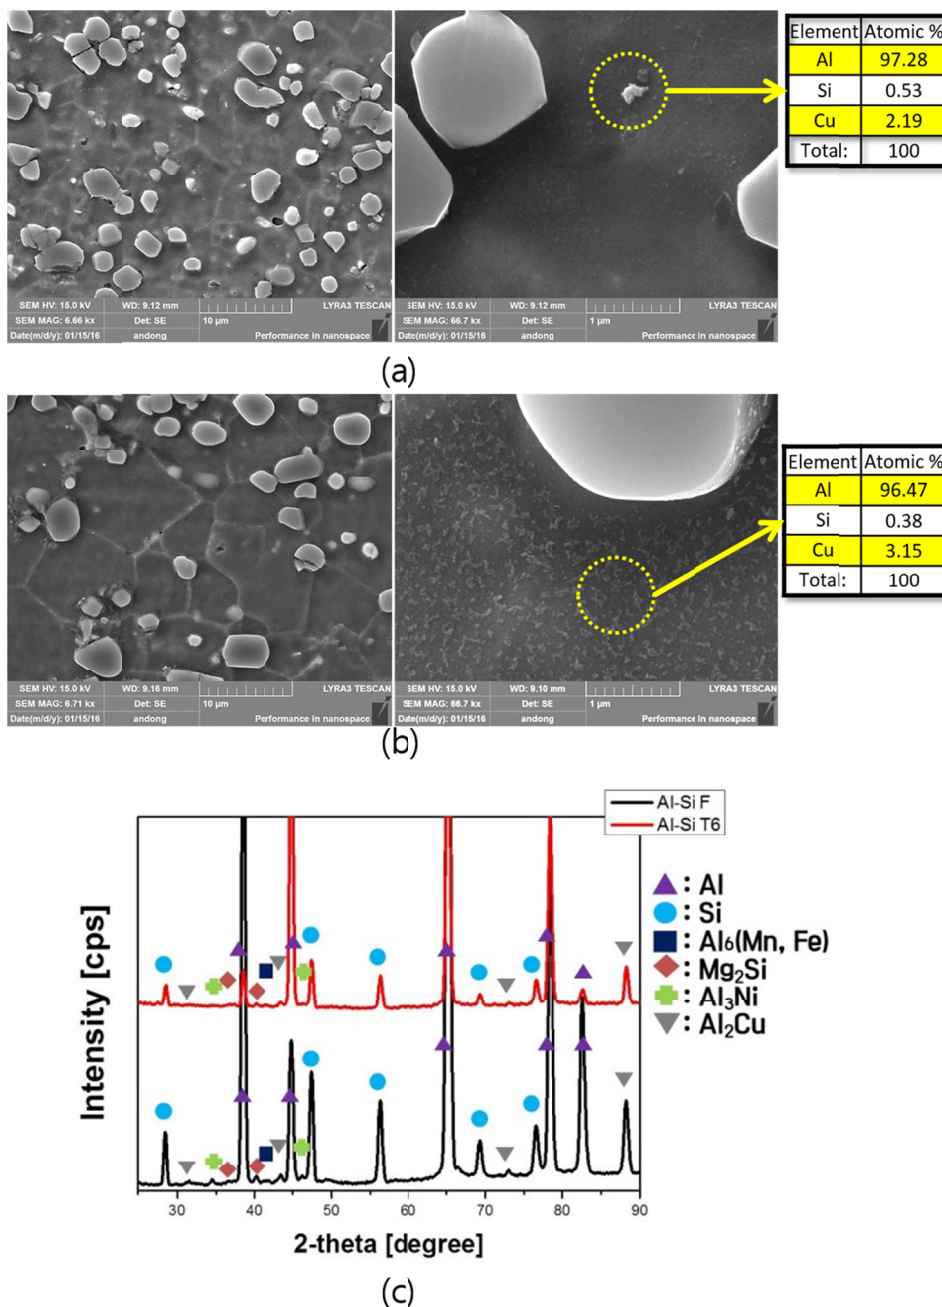 Element Atomic %
Al 97.28
Si 0.53
Cu 2.19
Total: 100
SEM HV: 15.0 kV WD: 9.12 mm LYRA3 TESCAN
SEM MAG: 6.66 kx Det: SE 10 µm
Date(m/d/y): 01/15/16 andong Performance in nanospace
SEM HV: 15.0 kV WD: 9.12 mm LYRA3 TESCAN
SEM MAG: 66.7 kx Det: SE 1 µm
Date(m/d/y): 01/15/16 andong Performance in nanospace
(a)
Element Atomic %
Al 96.47
Si 0.38
Cu 3.15
Total: 100
SEM HV: 15.0 kV WD: 9.16 mm LYRA3 TESCAN
SEM MAG: 6.71 kx Det: SE 10 µm
Date(m/d/y): 01/15/16 andong Performance in nanospace
SEM HV: 15.0 kV WD: 9.10 mm LYRA3 TESCAN
SEM MAG: 66.7 kx Det: SE 1 µm
Date(m/d/y): 01/15/16 andong Performance in nanospace
(b)
Al-Si F
Al-Si T6
: Al
: Si
: Al₆(Mn, Fe)
: Mg₂Si
: Al₃Ni
: Al₂Cu
Intensity [cps]
30 40 50 60 70 80 90
2-theta [degree]
(c)